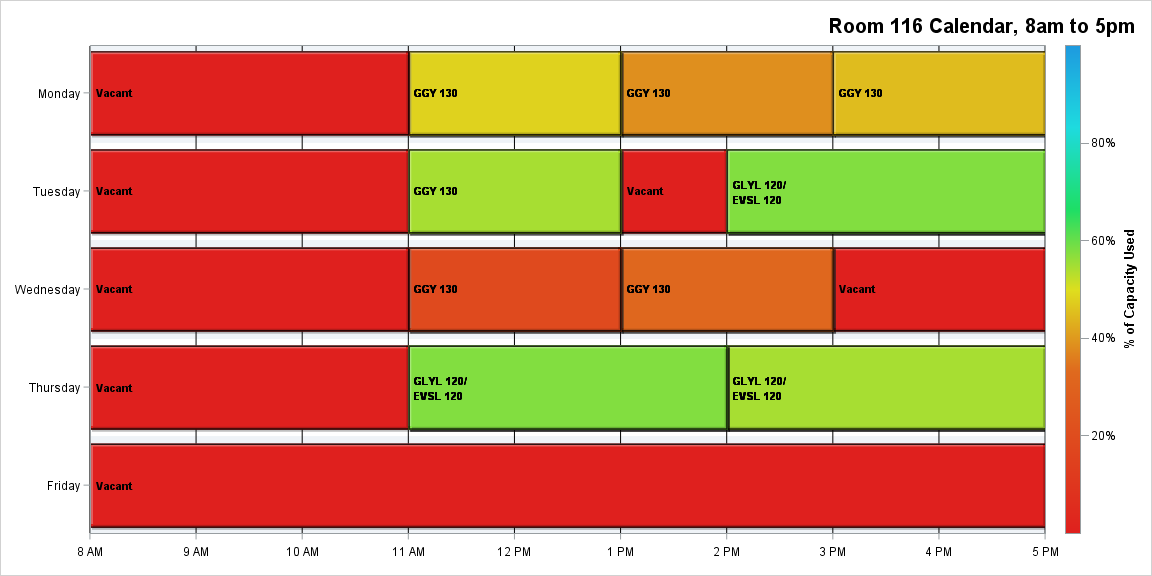 Room 116 Calendar, 8am to 5pm
Monday
Vacant
GGY 130
GGY 130
GGY 130
Tuesday
Vacant
GGY 130
Vacant
GLYL 120/
EVSL 120
Wednesday
Vacant
GGY 130
GGY 130
Vacant
Thursday
Vacant
GLYL 120/
EVSL 120
GLYL 120/
EVSL 120
Friday
Vacant
8 AM
9 AM
10 AM
11 AM
12 PM
1 PM
2 PM
3 PM
4 PM
5 PM
80%
60%
40%
20%
% of Capacity Used